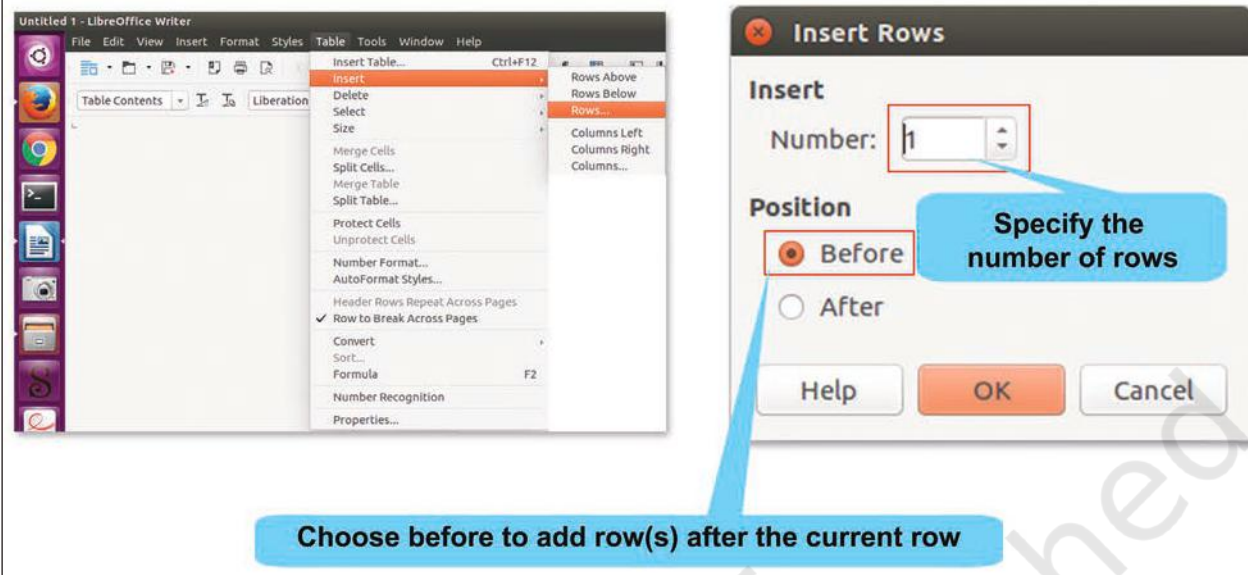 Untitled 1 - LibreOffice Writer
File Edit View Insert Format Styles Table Tools Window Help
Table Contents
Liberation
Insert Table... Ctrl+F12
Insert
Delete
Select
Size
Merge Cells
Split Cells...
Merge Table
Split Table...
Protect Cells
Unprotect Cells
Number Format...
AutoFormat Styles...
Header Rows Repeat Across Pages
Row to Break Across Pages
Convert
Sort...
Formula F2
Number Recognition
Properties...
Rows Above
Rows Below
Rows...
Columns Left
Columns Right
Columns...
Insert Rows
Insert
Number: 1
Position
Before
After
Specify the
number of rows
Help OK Cancel
Choose before to add row(s) after the current row
hed